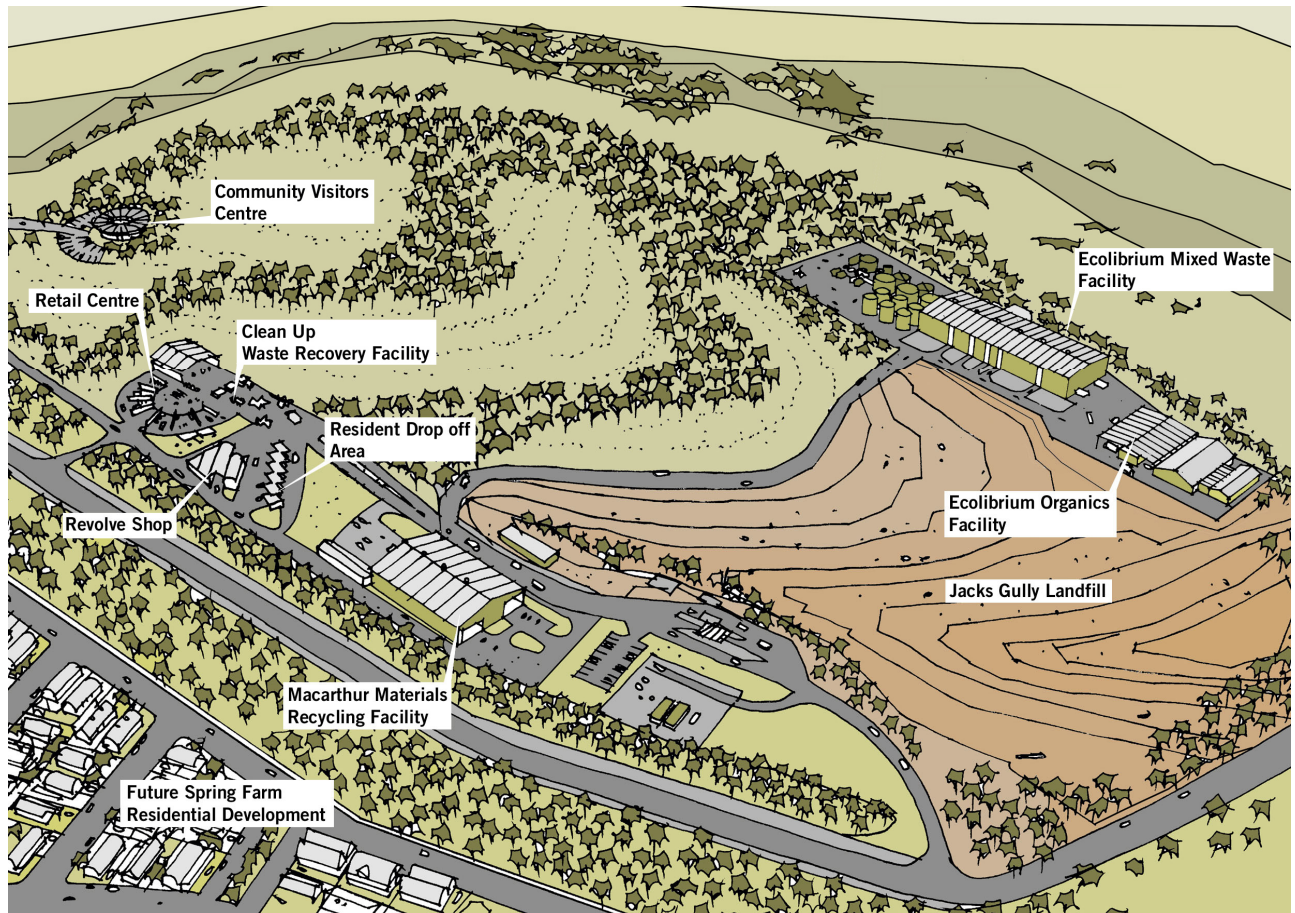 Community Visitors
Centre
Ecolibrium Mixed Waste
Facility
Retail Centre
Clean Up
Waste Recovery Facility
Resident Drop off
Area
Revolve Shop
Ecolibrium Organics
Facility
Jacks Gully Landfill
Macarthur Materials
Recycling Facility
Future Spring Farm
Residential Development